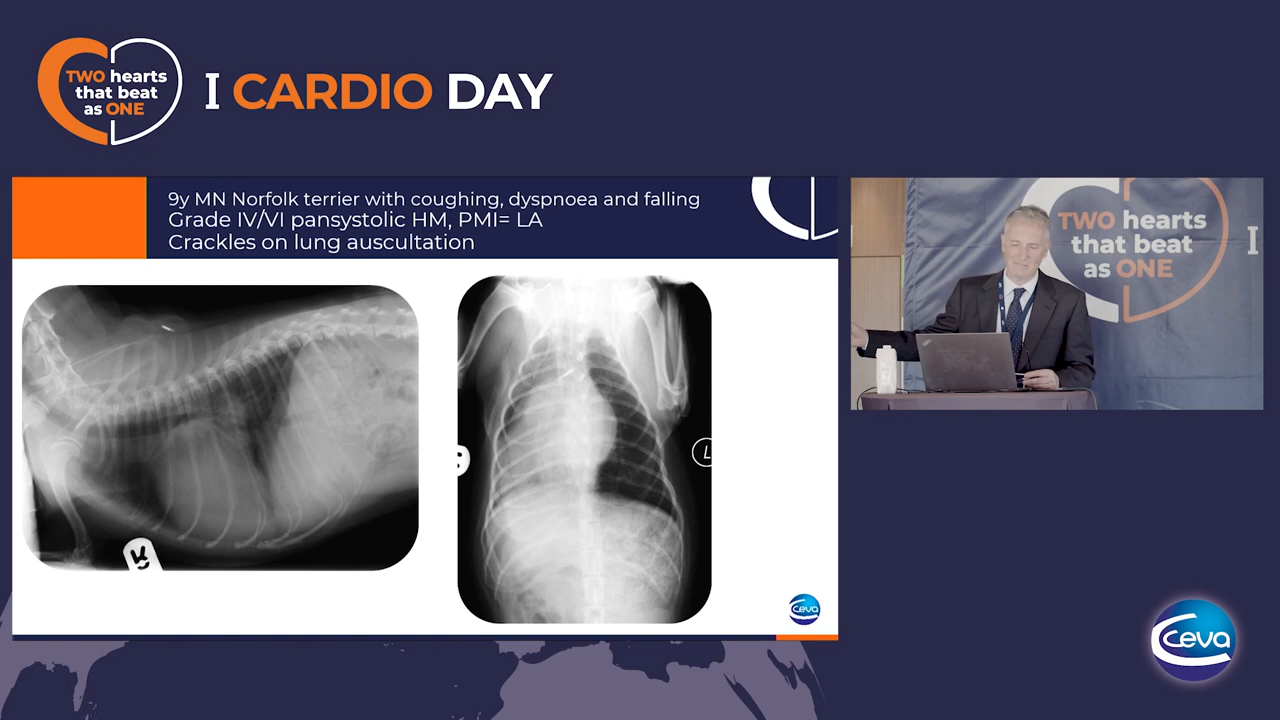 TWO hearts
that beat
as ONE
I CARDIO DAY
9y MN Norfolk terrier with coughing, dyspnoea and falling
Grade IV/VI pansystolic HM, PMI= LA
Crackles on lung auscultation
L
Ceva
TWO hearts
that beat
as ONE
I
Ceva